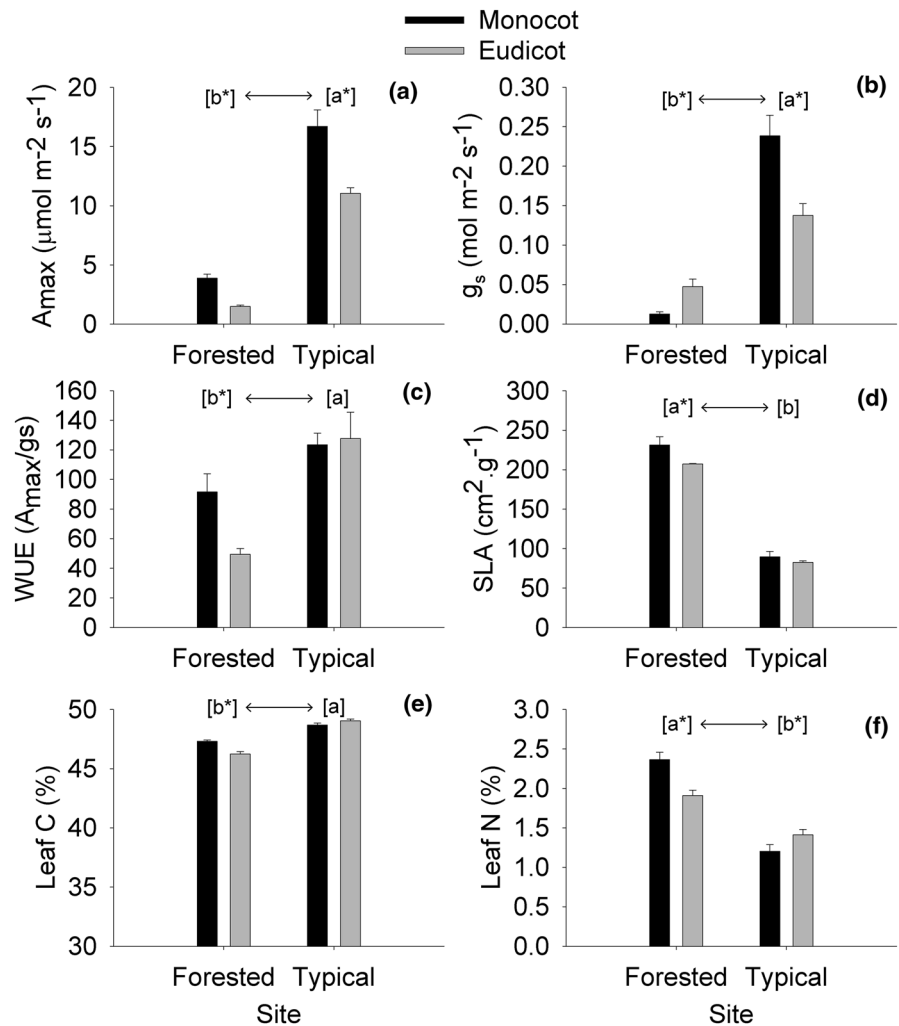 Monocot
Eudicot
(a)
[b*] [a*]
Amax (μmol m-2 s-1)
20
15
10
5
0
Forested Typical
(b)
[b*] [a*]
gs (mol m-2 s-1)
0.30
0.25
0.20
0.15
0.10
0.05
0.00
Forested Typical
(c)
[b*] [a]
WUE (Amax/gs)
160
140
120
100
80
60
40
20
0
Forested Typical
(d)
[a*] [b]
SLA (cm².g⁻¹)
300
250
200
150
100
50
0
Forested Typical
(e)
[b*] [a]
Leaf C (%)
50
45
40
35
30
Forested Typical
Site
(f)
[a*] [b*]
Leaf N (%)
3.0
2.5
2.0
1.5
1.0
0.5
0.0
Forested Typical
Site